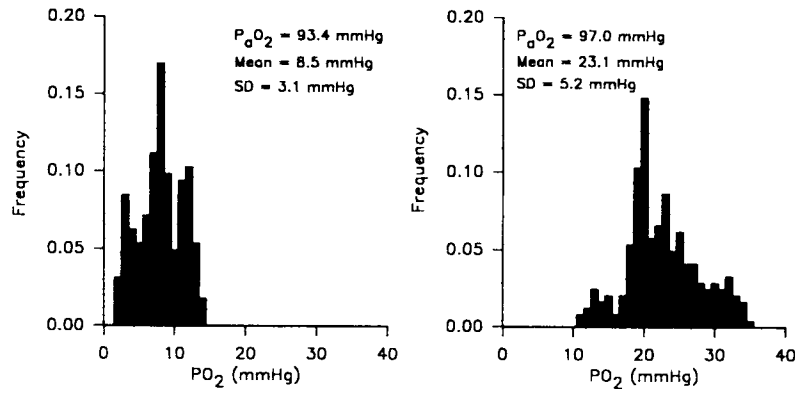 0.20
0.15
0.10
0.05
0.00
Frequency
PaO2 = 93.4 mmHg
Mean = 8.5 mmHg
SD = 3.1 mmHg
0 10 20 30 40
PO2 (mmHg)
0.20
0.15
0.10
0.05
0.00
Frequency
PaO2 = 97.0 mmHg
Mean = 23.1 mmHg
SD = 5.2 mmHg
0 10 20 30 40
PO2 (mmHg)